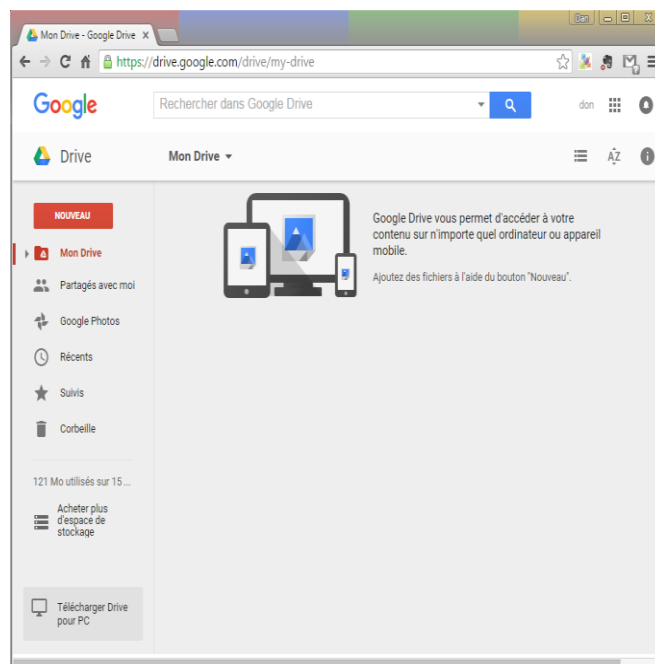 Mon Drive - Google Drive
Dan
https://drive.google.com/drive/my-drive
Google
Rechercher dans Google Drive
don
Drive
Mon Drive
AZ
NOUVEAU
Google Drive vous permet d'accéder à votre
contenu sur n'importe quel ordinateur ou appareil
mobile.
Ajoutez des fichiers à l'aide du bouton "Nouveau".
Mon Drive
Partagés avec moi
Google Photos
Récents
Suivis
Corbeille
121 Mo utilisés sur 15...
Acheter plus
d'espace de
stockage
Télécharger Drive
pour PC